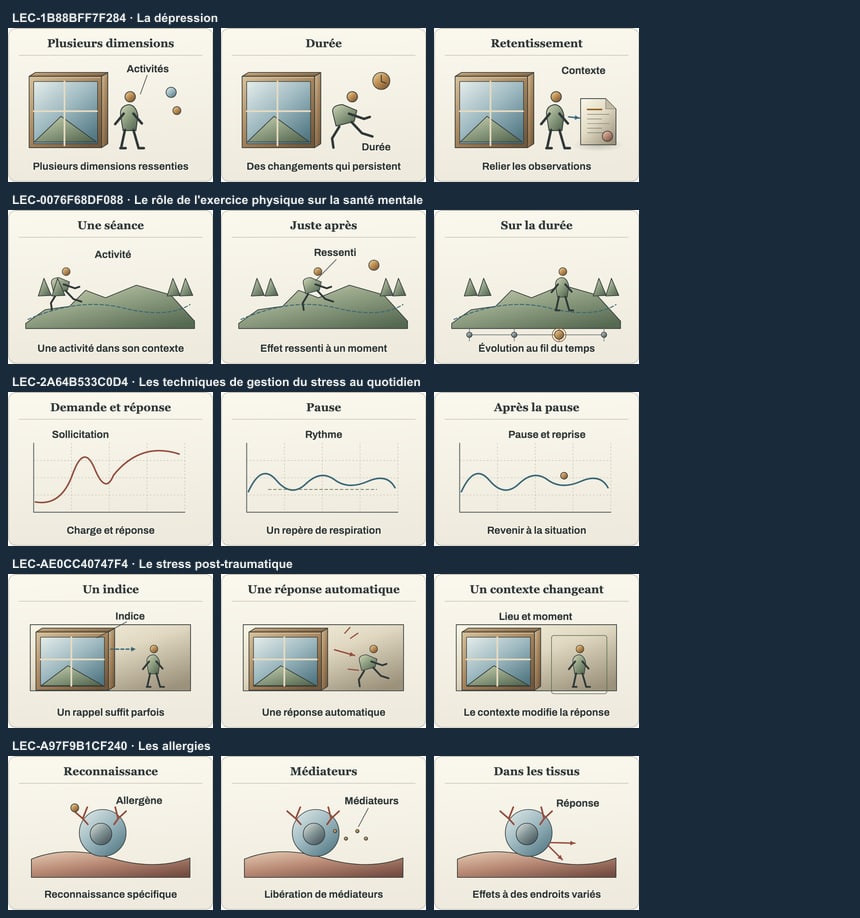 LEC-1B88BFF7F284 · La dépression
Plusieurs dimensions
Activités
Plusieurs dimensions ressenties
Durée
Durée
Des changements qui persistent
Retentissement
Contexte
Relier les observations
LEC-0076F68DF088 · Le rôle de l'exercice physique sur la santé mentale
Une séance
Activité
Une activité dans son contexte
Juste après
Ressenti
Effet ressenti à un moment
Sur la durée
Évolution au fil du temps
LEC-2A64B533C0D4 · Les techniques de gestion du stress au quotidien
Demande et réponse
Sollicitation
Charge et réponse
Pause
Rythme
Un repère de respiration
Après la pause
Pause et reprise
Revenir à la situation
LEC-AE0CC40747F4 · Le stress post-traumatique
Un indice
Indice
Un rappel suffit parfois
Une réponse automatique
Une réponse automatique
Un contexte changeant
Lieu et moment
Le contexte modifie la réponse
LEC-A97F9B1CF240 · Les allergies
Reconnaissance
Allergène
Reconnaissance spécifique
Médiateurs
Médiateurs
Libération de médiateurs
Dans les tissus
Réponse
Effets à des endroits variés